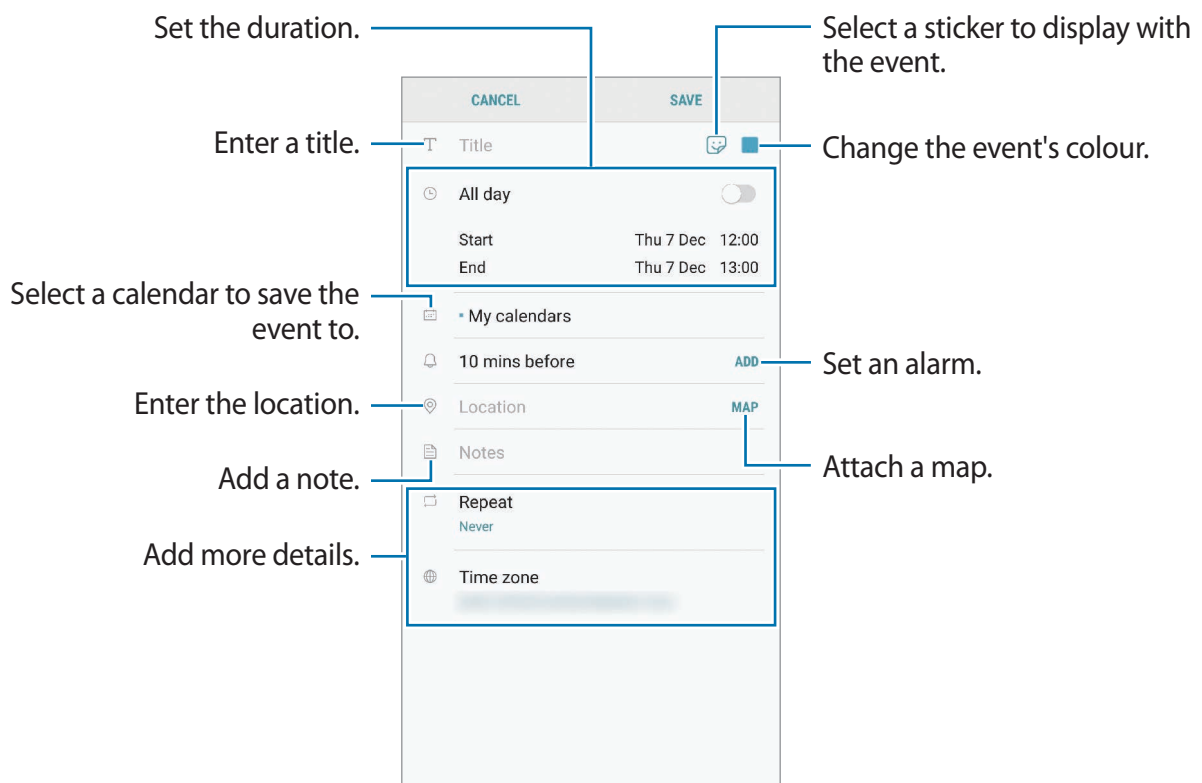 Set the duration.
Select a sticker to display with
the event.
CANCEL SAVE
Enter a title.
T Title
Change the event's colour.
All day
Start Thu 7 Dec 12:00
End Thu 7 Dec 13:00
Select a calendar to save the
event to.
My calendars
10 mins before ADD
Set an alarm.
Enter the location.
Location MAP
Notes
Attach a map.
Add a note.
Repeat
Never
Add more details.
Time zone